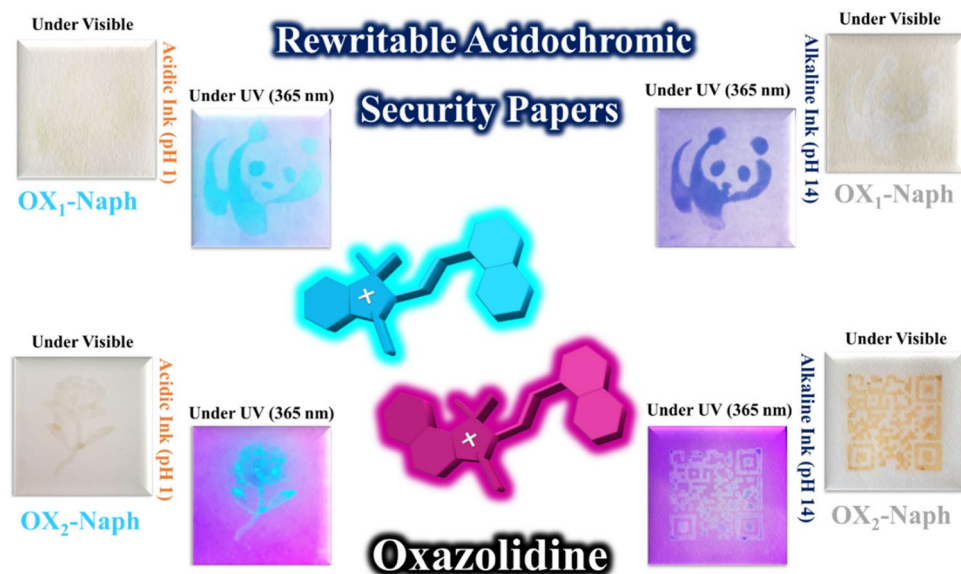 Rewritable Acidochromic
Security Papers
Under Visible
Acidic Ink (pH 1)
Under UV (365 nm)
OX₁-Naph
Under UV (365 nm)
Alkaline Ink (pH 14)
Under Visible
OX₁-Naph
+
+
Under Visible
Acidic Ink (pH 1)
Under UV (365 nm)
OX₂-Naph
Under UV (365 nm)
Alkaline Ink (pH 14)
Under Visible
OX₂-Naph
Oxazolidine